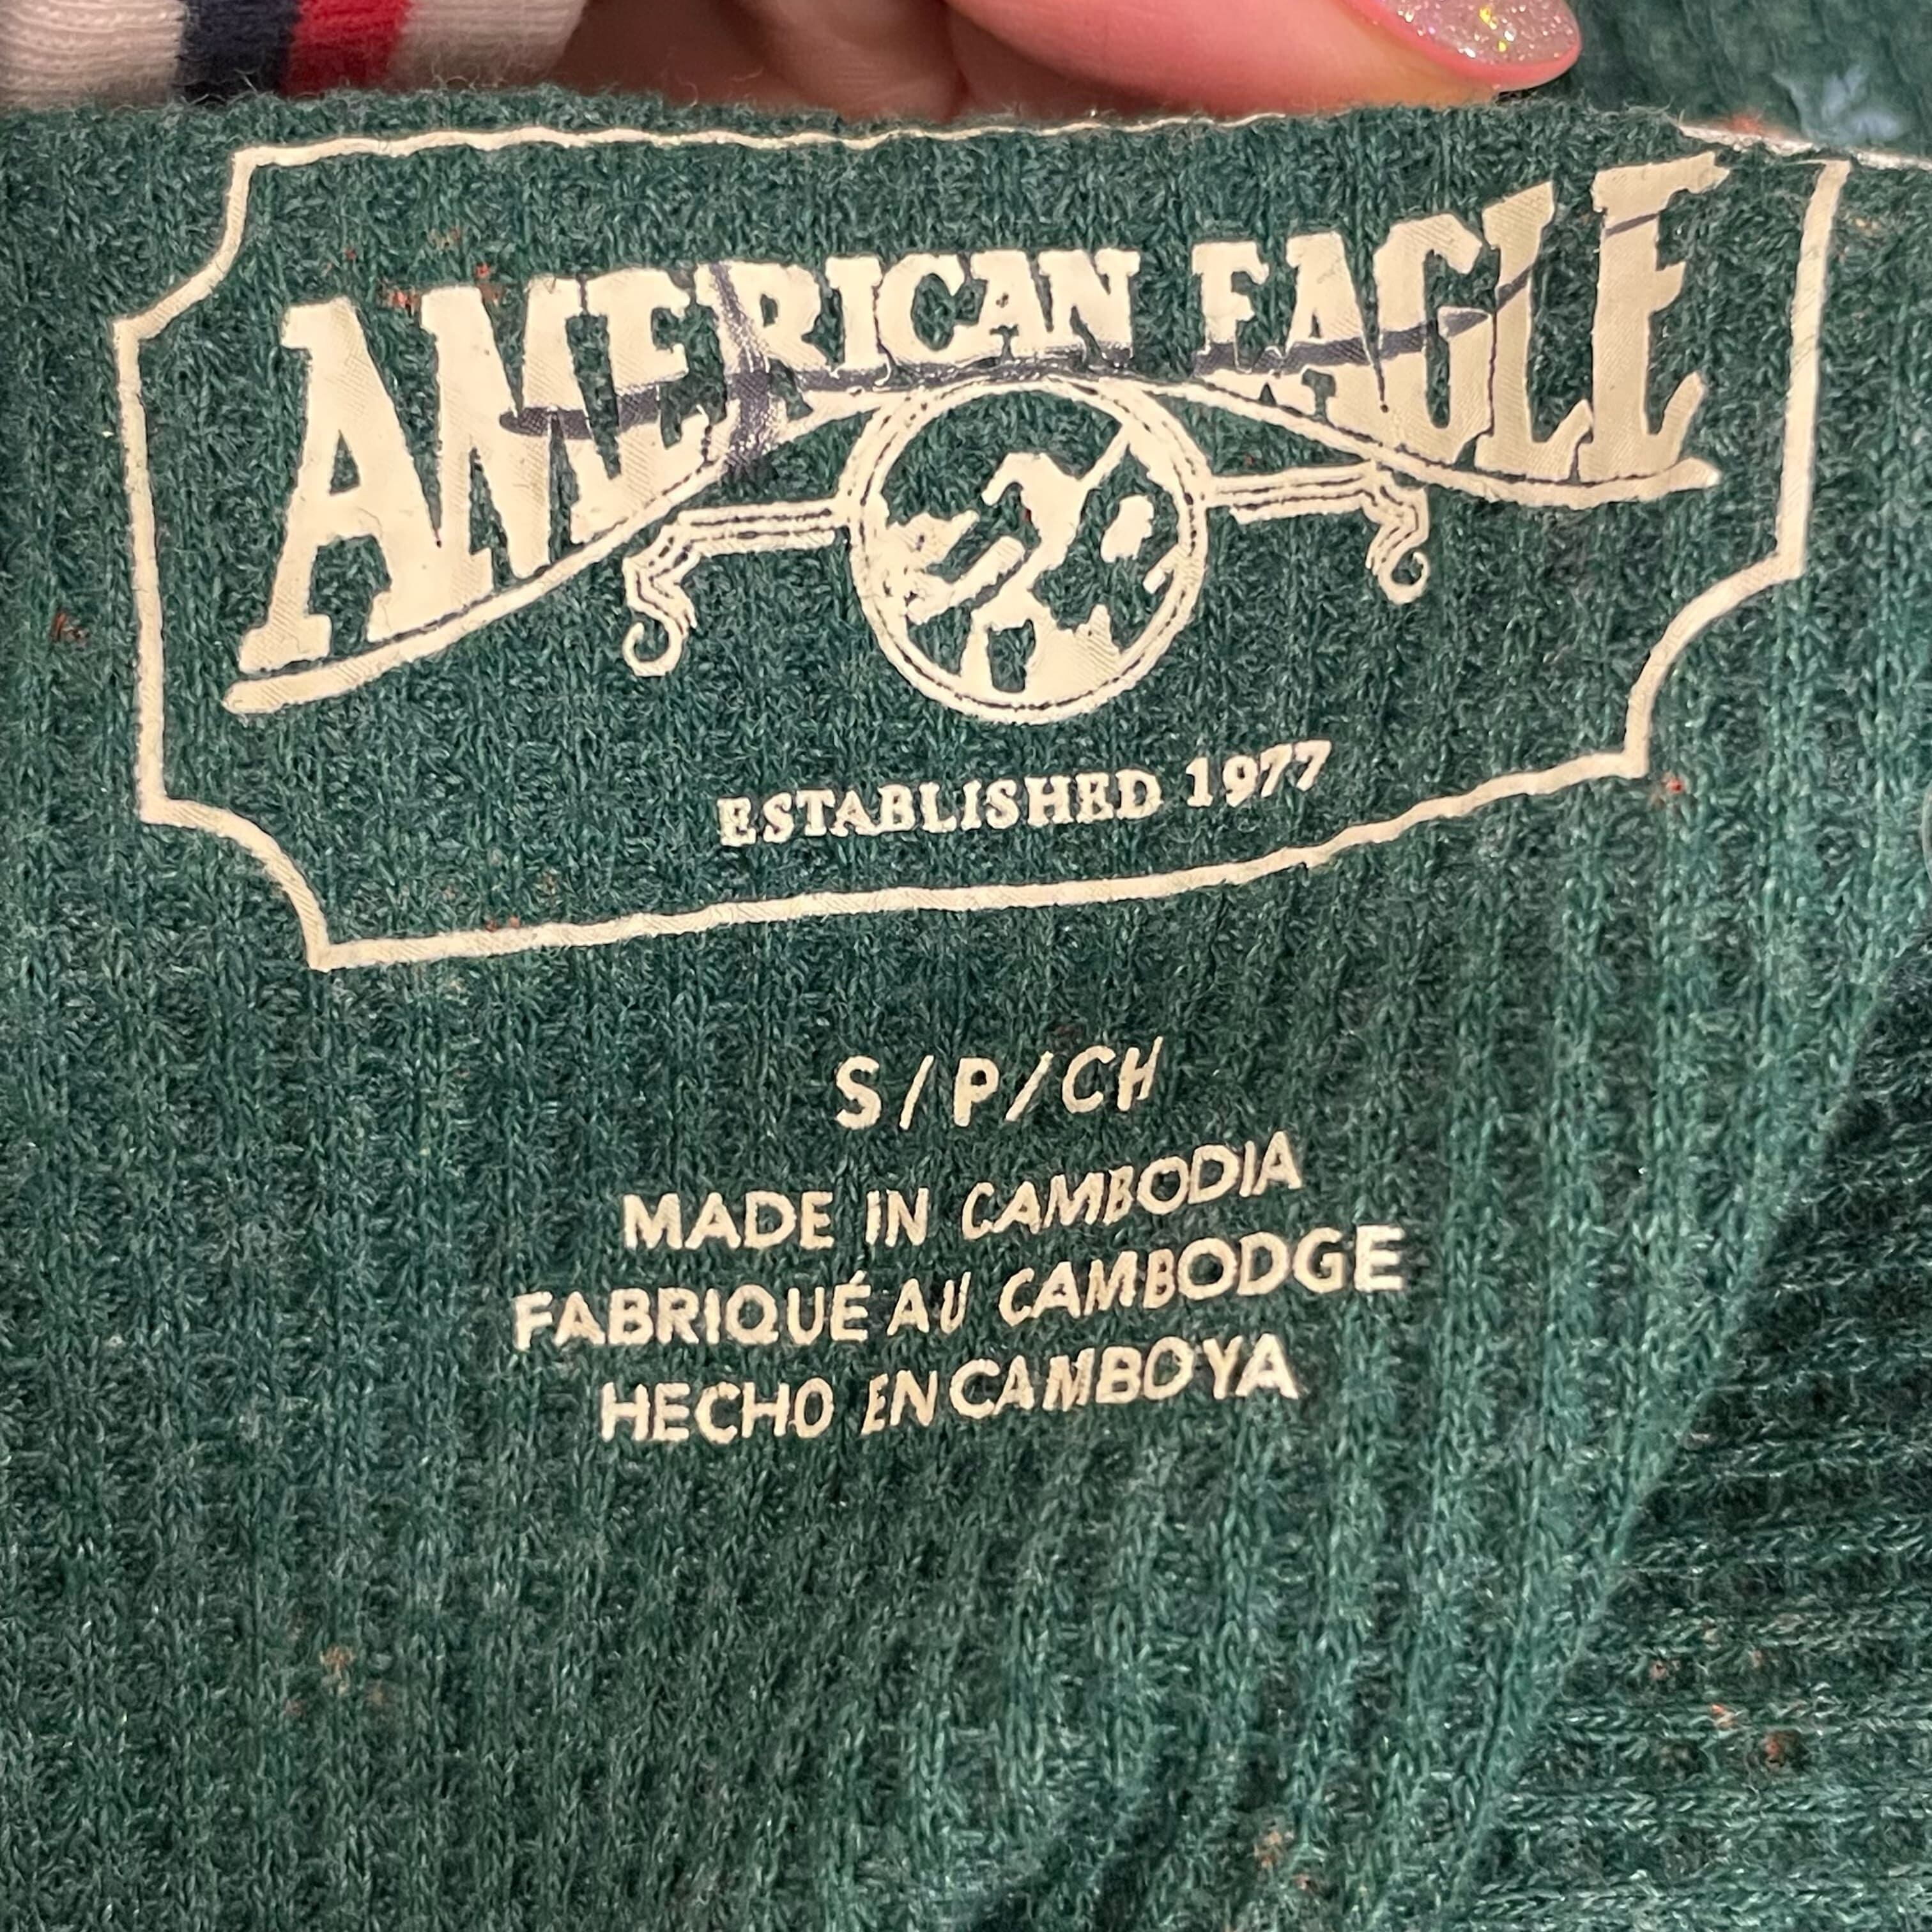 AMERICAN EAGLE
ESTABLISHED 1977
S/P/CH
MADE IN CAMBODIA
FABRIQUÉ AU CAMBODGE
HECHO EN CAMBOYA